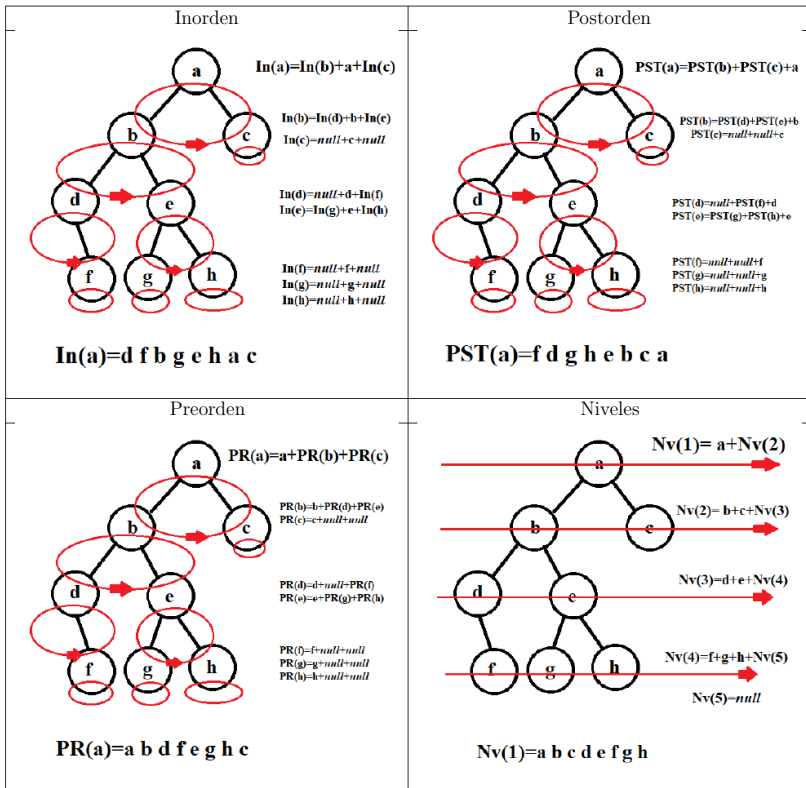 Inorden
a
In(a)=In(b)+a+In(c)
b
c
In(b)=In(d)+b+In(e)
In(c)=null+c+null
d
e
In(d)=null+d+In(f)
In(e)=In(g)+e+In(h)
f
g
h
In(f)=null+f+null
In(g)=null+g+null
In(h)=null+h+null
In(a)=d f b g e h a c
Postorden
a
PST(a)=PST(b)+PST(c)+a
b
c
PST(b)=PST(d)+PST(e)+b
PST(c)=null+null+c
d
e
PST(d)=null+PST(f)+d
PST(e)=PST(g)+PST(h)+e
f
g
h
PST(f)=null+null+f
PST(g)=null+null+g
PST(h)=null+null+h
PST(a)=f d g h e b c a
Preorden
a
PR(a)=a+PR(b)+PR(c)
b
c
PR(b)=b+PR(d)+PR(e)
PR(c)=c+null+null
d
e
PR(d)=d+null+PR(f)
PR(e)=e+PR(g)+PR(h)
f
g
h
PR(f)=f+null+null
PR(g)=g+null+null
PR(h)=h+null+null
PR(a)=a b d f e g h c
Niveles
a
Nv(1)= a+Nv(2)
b
c
Nv(2)= b+c+Nv(3)
d
e
Nv(3)=d+e+Nv(4)
f
g
h
Nv(4)=f+g+h+Nv(5)
Nv(5)=null
Nv(1)=a b c d e f g h